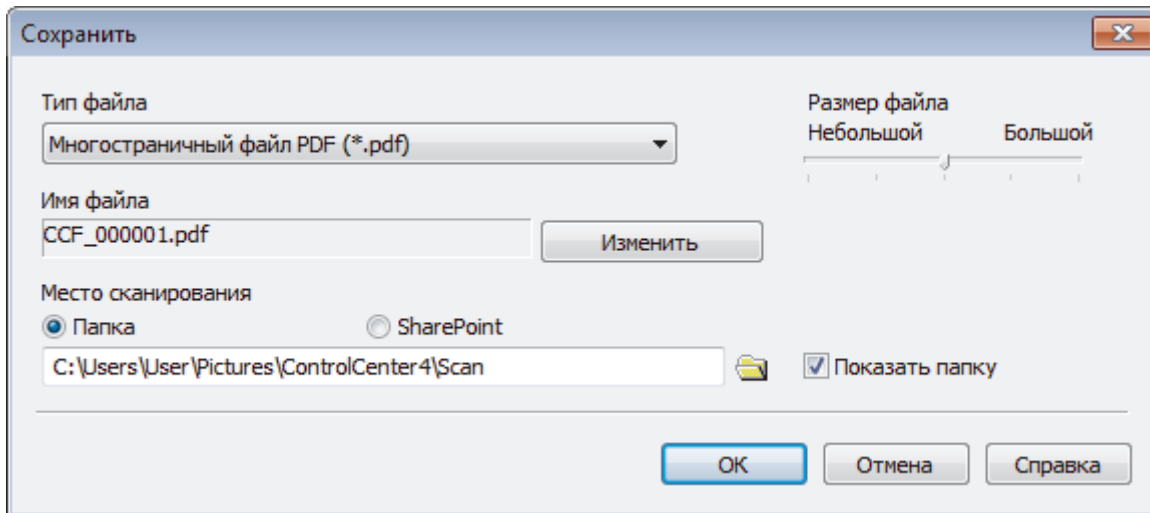 Сохранить
Тип файла
Многостраничный файл PDF (*.pdf)
Размер файла
Небольшой Большой
Имя файла
CCF_000001.pdf
Изменить
Место сканирования
Папка SharePoint
C:\Users\User\Pictures\ControlCenter4\Scan
Показать папку
OK Отмена Справка